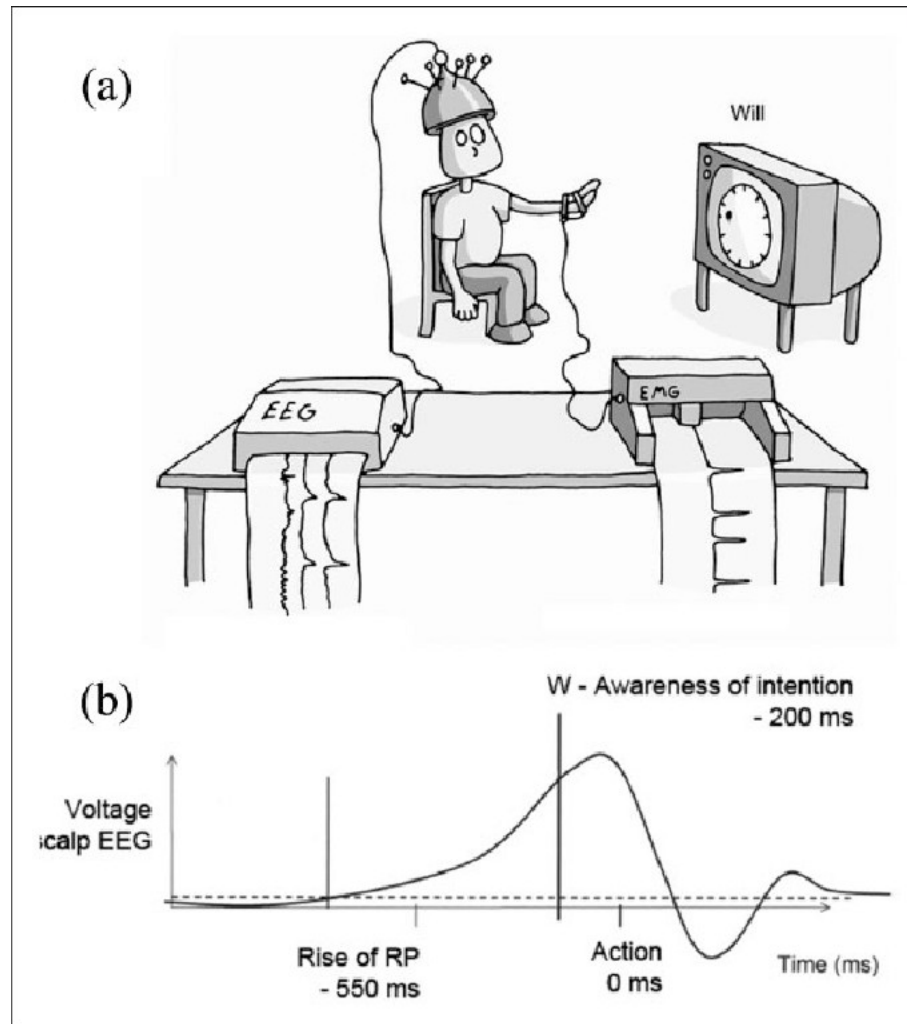 (a)
Will
EEG
EMG
(b)
W - Awareness of intention
- 200 ms
Voltage
scalp EEG
Rise of RP
- 550 ms
Action
0 ms
Time (ms)